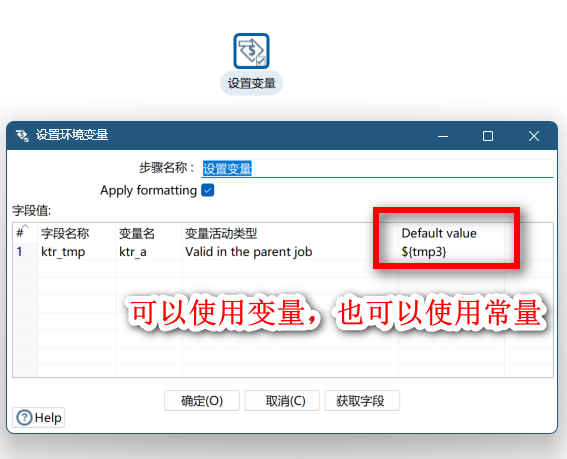 设置变量
设置环境变量
步骤名称： 设置变量
Apply formatting
字段值:
# 字段名称 变量名 变量活动类型 Default value
1 ktr_tmp ktr_a Valid in the parent job ${tmp3}
可以使用变量，也可以使用常量
确定(O) 取消(C) 获取字段
Help